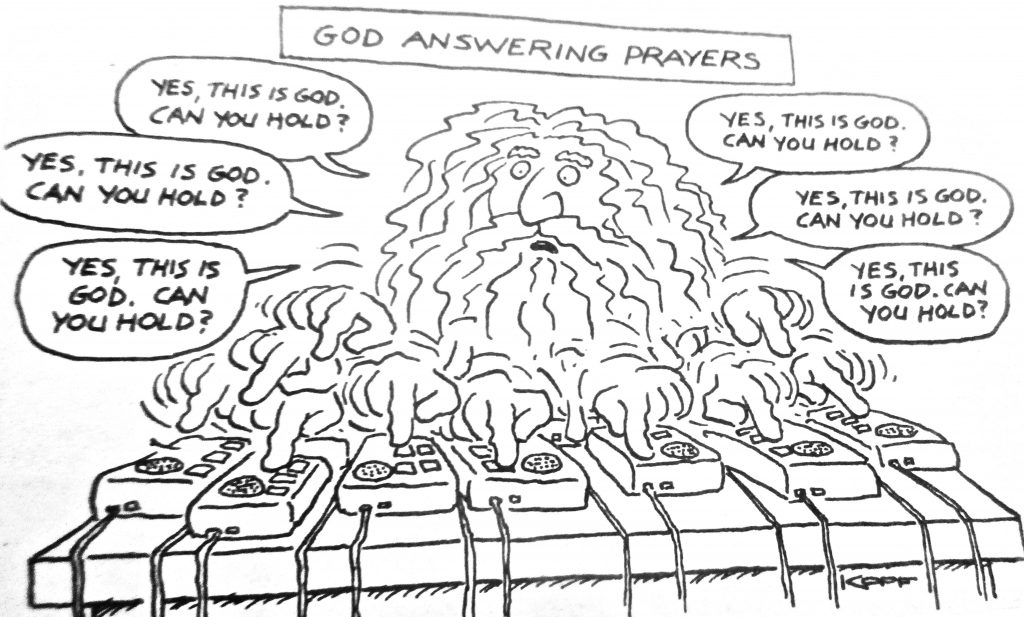 GOD ANSWERING PRAYERS
YES, THIS IS GOD.
CAN YOU HOLD?
YES, THIS IS GOD.
CAN YOU HOLD?
YES, THIS IS
GOD. CAN
YOU HOLD?
YES, THIS IS GOD.
CAN YOU HOLD?
YES, THIS IS GOD.
CAN YOU HOLD?
YES, THIS
IS GOD. CAN
YOU HOLD?
KOPF